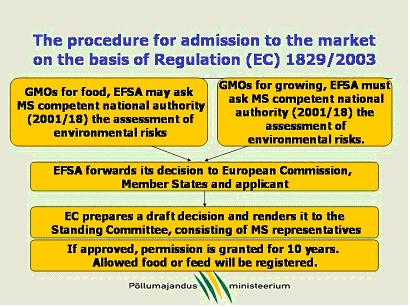 The procedure for admission to the market
on the basis of Regulation (EC) 1829/2003
GMOs for food, EFSA may ask
MS competent national authority
(2001/18) the assessment of
environmental risks
GMOs for growing, EFSA must
ask MS competent national
authority (2001/18) the
assessment of
environmental risks.
EFSA forwards its decision to European Commission,
Member States and applicant
EC prepares a draft decision and renders it to the
Standing Committee, consisting of MS representatives
If approved, permission is granted for 10 years.
Allowed food or feed will be registered.
Põllumajandus ministeerium